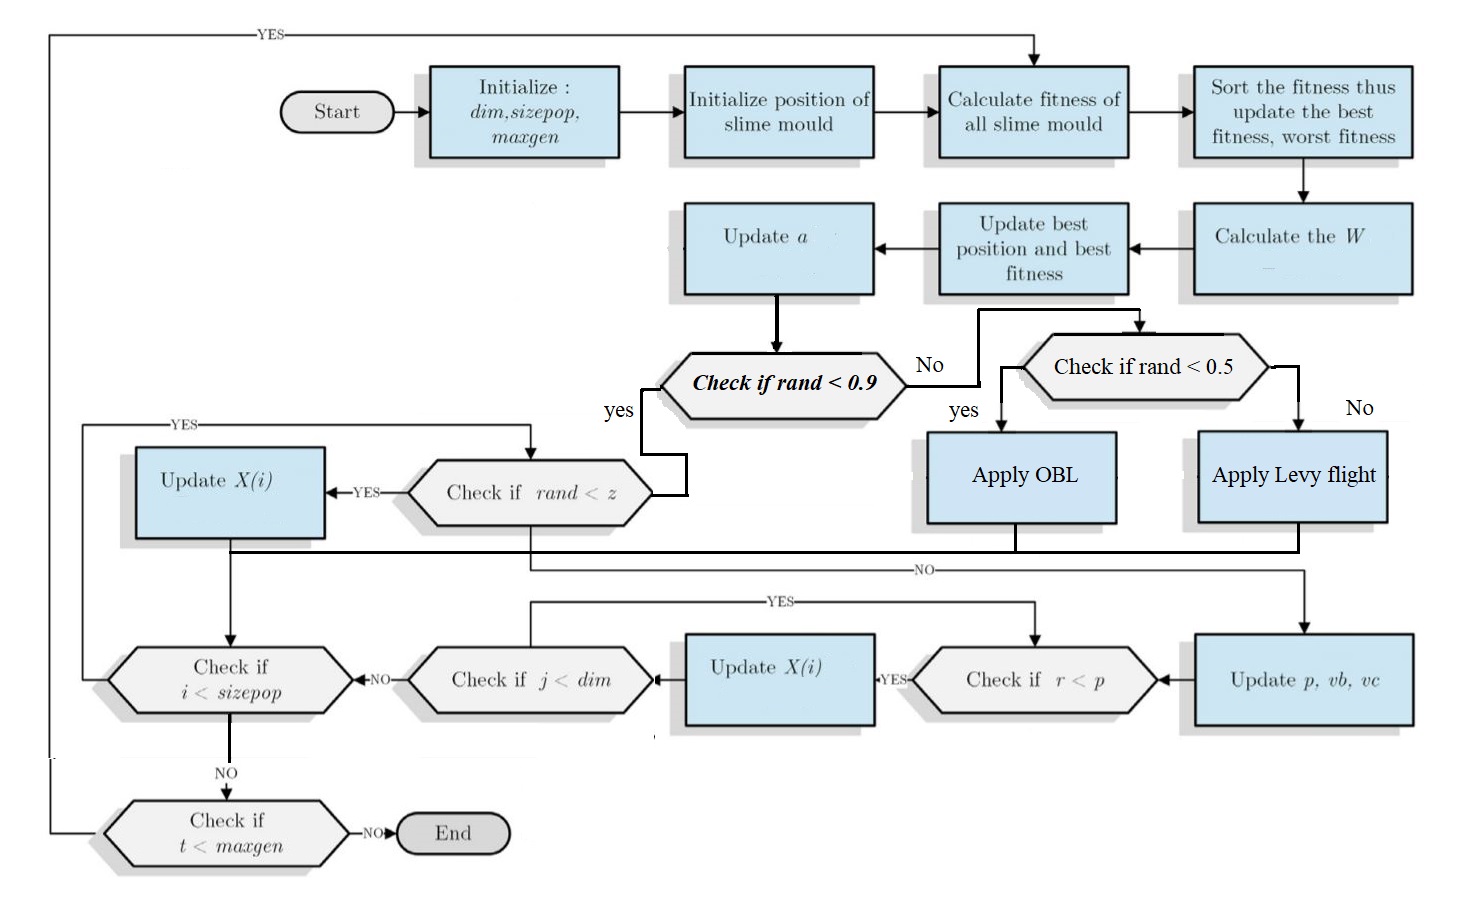 YES
Start
Initialize :
dim,sizepop,
maxgen
Initialize position of
slime mould
Calculate fitness of
all slime mould
Sort the fitness thus
update the best
fitness, worst fitness
Update a
Update best
position and best
fitness
Calculate the W
Check if rand < 0.9
No
Check if rand < 0.5
yes
yes
No
YES
Update X(i)
YES
Check if rand < z
Apply OBL
Apply Levy flight
NO
YES
Check if
i < sizepop
NO
Check if j < dim
Update X(i)
YES
Check if r < p
Update p, vb, vc
NO
Check if
t < maxgen
NO
End